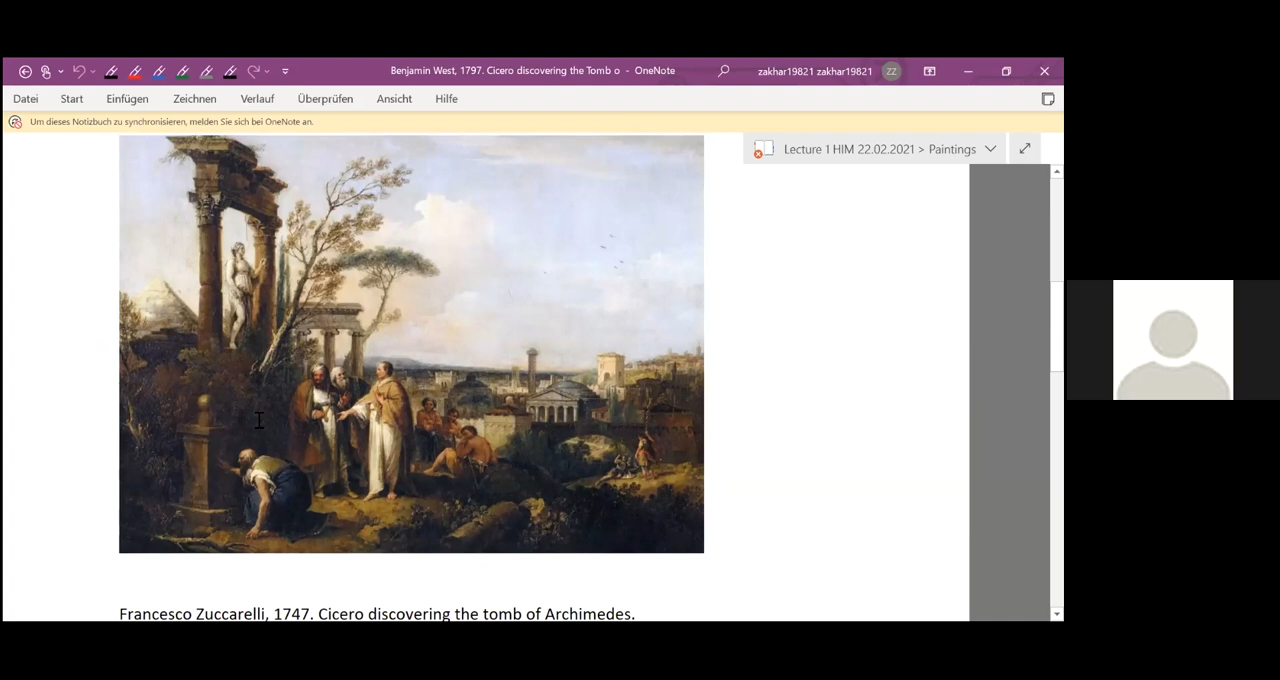 Benjamin West, 1797. Cicero discovering the Tomb o - OneNote
zakhar19821 zakhar19821 ZZ
Datei Start Einfügen Zeichnen Verlauf Überprüfen Ansicht Hilfe
Um dieses Notizbuch zu synchronisieren, melden Sie sich bei OneNote an.
Lecture 1 HIM 22.02.2021 > Paintings
Francesco Zuccarelli, 1747. Cicero discovering the tomb of Archimedes.